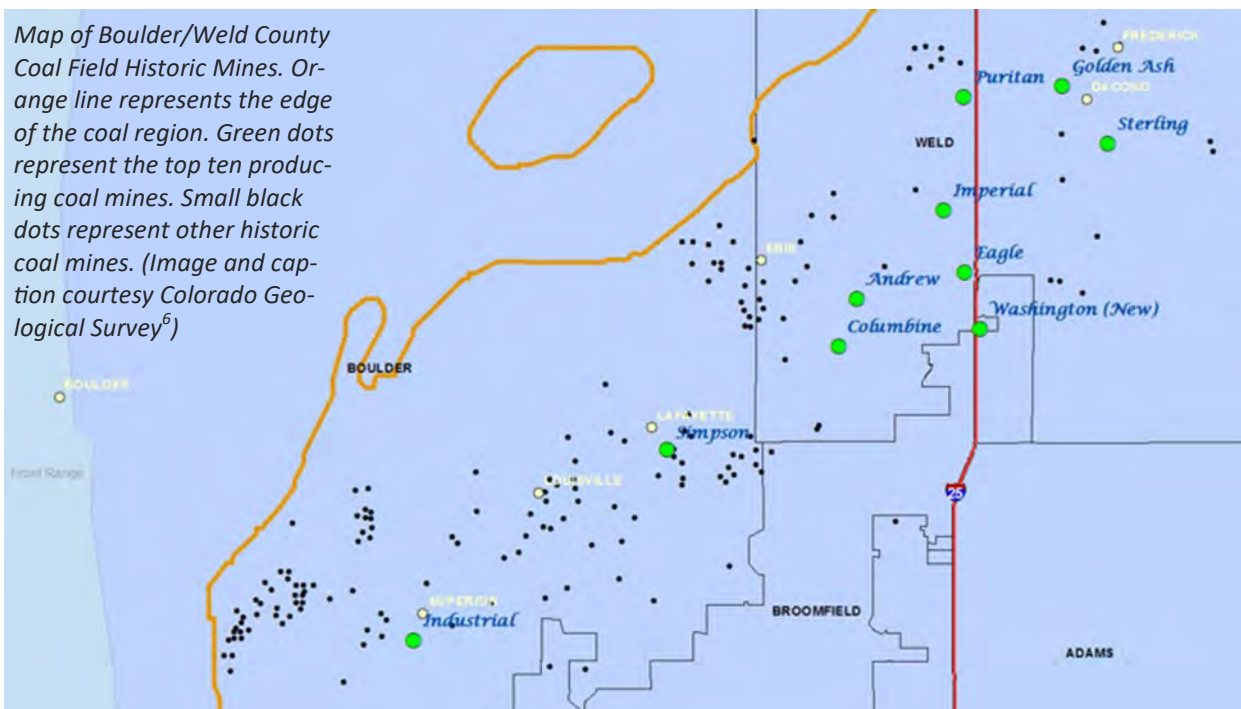 Map of Boulder/Weld County
Coal Field Historic Mines. Or-
ange line represents the edge
of the coal region. Green dots
represent the top ten produc-
ing coal mines. Small black
dots represent other historic
coal mines. (Image and cap-
tion courtesy Colorado Geo-
logical Survey6)
FREDERICK
Golden Ash
Puritan
DACONO
Sterling
WELD
Imperial
ERIE
Eagle
Andrew
Washington (New)
Columbine
BOULDER
BOULDER
LAFAYETTE
Simpson
Front Range
LOUISVILLE
25
SUPERIOR
Industrial
BROOMFIELD
ADAMS